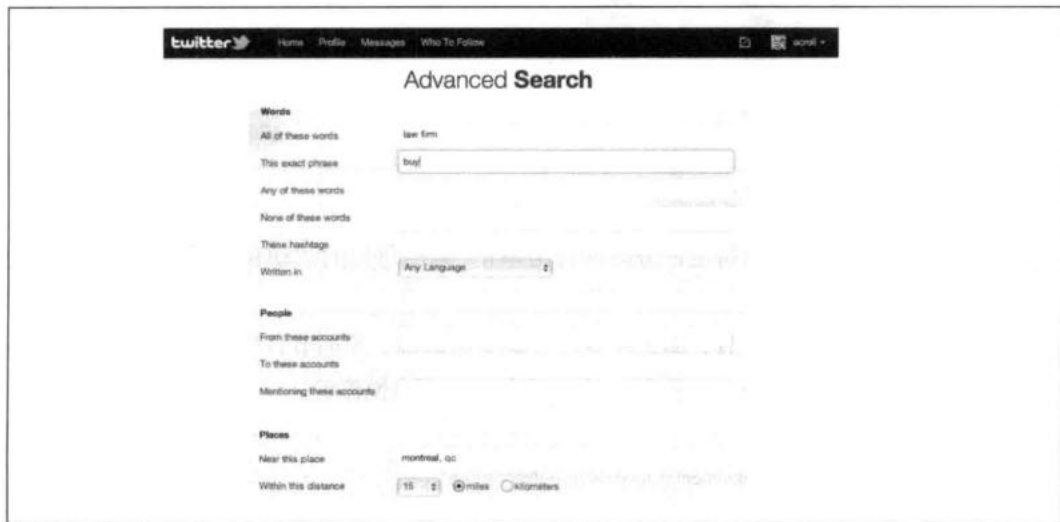 twitter Home Profile Messages Who To Follow acroll
Advanced Search
Words
All of these words law firm
This exact phrase buy
Any of these words
None of these words
These hashtags
Written in Any Language
People
From these accounts
To these accounts
Mentioning these accounts
Places
Near this place montreal, qc
Within this distance 15 miles kilometers